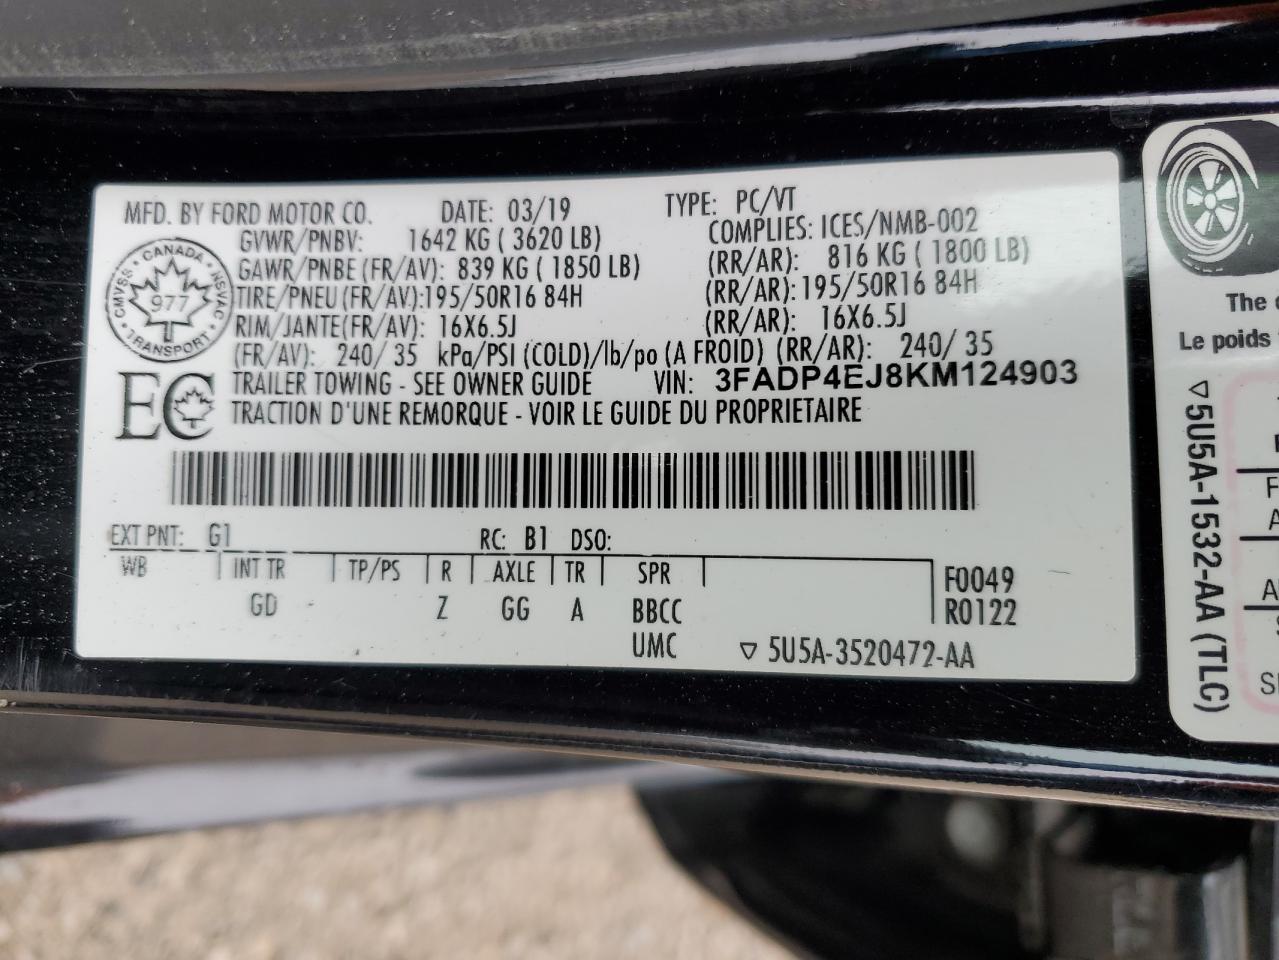 MFD. BY FORD MOTOR CO. DATE: 03/19 TYPE: PC/VT
GVWR/PNBV: 1642 KG ( 3620 LB) COMPLIES: ICES/NMB-002
GAWR/PNBE (FR/AV): 839 KG ( 1850 LB) (RR/AR): 816 KG ( 1800 LB)
TIRE/PNEU (FR/AV): 195/50R16 84H (RR/AR): 195/50R16 84H
RIM/JANTE(FR/AV): 16X6.5J (RR/AR): 16X6.5J
(FR/AV): 240/ 35 kPa/PSI (COLD)/lb/po (A FROID) (RR/AR): 240/ 35
TRAILER TOWING - SEE OWNER GUIDE VIN: 3FADP4EJ8KM124903
TRACTION D'UNE REMORQUE - VOIR LE GUIDE DU PROPRIETAIRE
CANADA
CMVSS NSVAC
977
TRANSPORT
EC
EXT PNT: G1 RC: B1 DSO:
WB INT TR TP/PS R AXLE TR SPR F0049
GD Z GG A BBCC R0122
UMC ▽ 5U5A-3520472-AA
The
Le poids
▽5U5A-1532-AA (TLC)